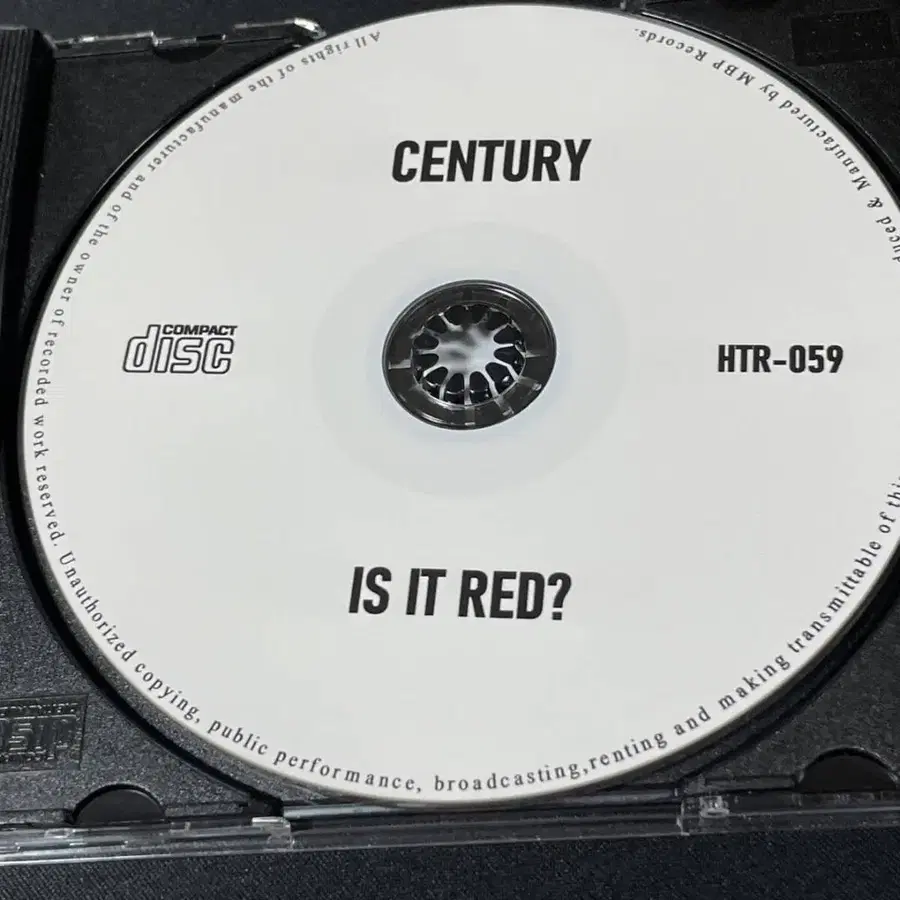 CENTURY
COMPACT
disc
HTR-059
IS IT RED?
All rights of the manufacturer and of the owner of recorded work reserved. Unauthorized copying, public performance, broadcasting,renting and making transmittable of this
& Manufactured by MBP Records.